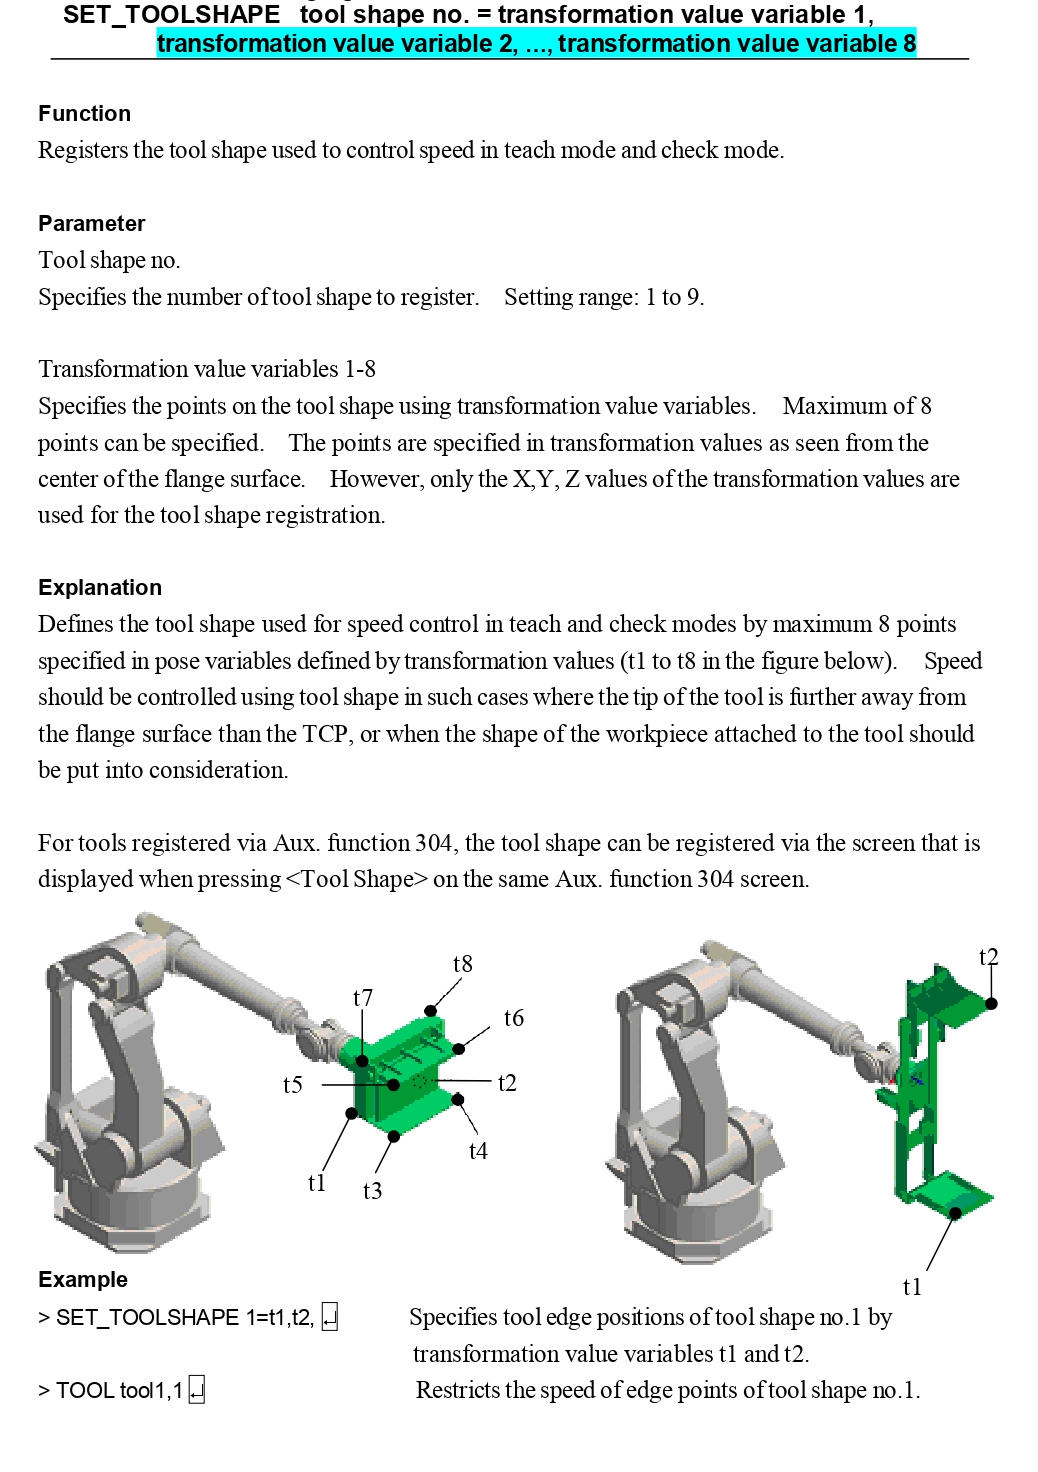 SET_TOOLSHAPE tool shape no. = transformation value variable 1,
transformation value variable 2, ..., transformation value variable 8
Function
Registers the tool shape used to control speed in teach mode and check mode.
Parameter
Tool shape no.
Specifies the number of tool shape to register. Setting range: 1 to 9.
Transformation value variables 1-8
Specifies the points on the tool shape using transformation value variables. Maximum of 8
points can be specified. The points are specified in transformation values as seen from the
center of the flange surface. However, only the X,Y, Z values of the transformation values are
used for the tool shape registration.
Explanation
Defines the tool shape used for speed control in teach and check modes by maximum 8 points
specified in pose variables defined by transformation values (t1 to t8 in the figure below). Speed
should be controlled using tool shape in such cases where the tip of the tool is further away from
the flange surface than the TCP, or when the shape of the workpiece attached to the tool should
be put into consideration.
For tools registered via Aux. function 304, the tool shape can be registered via the screen that is
displayed when pressing <Tool Shape> on the same Aux. function 304 screen.
t8
t7
t6
t5
t2
t4
t1
t3
t2
t1
Example
> SET_TOOLSHAPE 1=t1,t2, ↵ Specifies tool edge positions of tool shape no.1 by
transformation value variables t1 and t2.
> TOOL tool1,1 ↵ Restricts the speed of edge points of tool shape no.1.